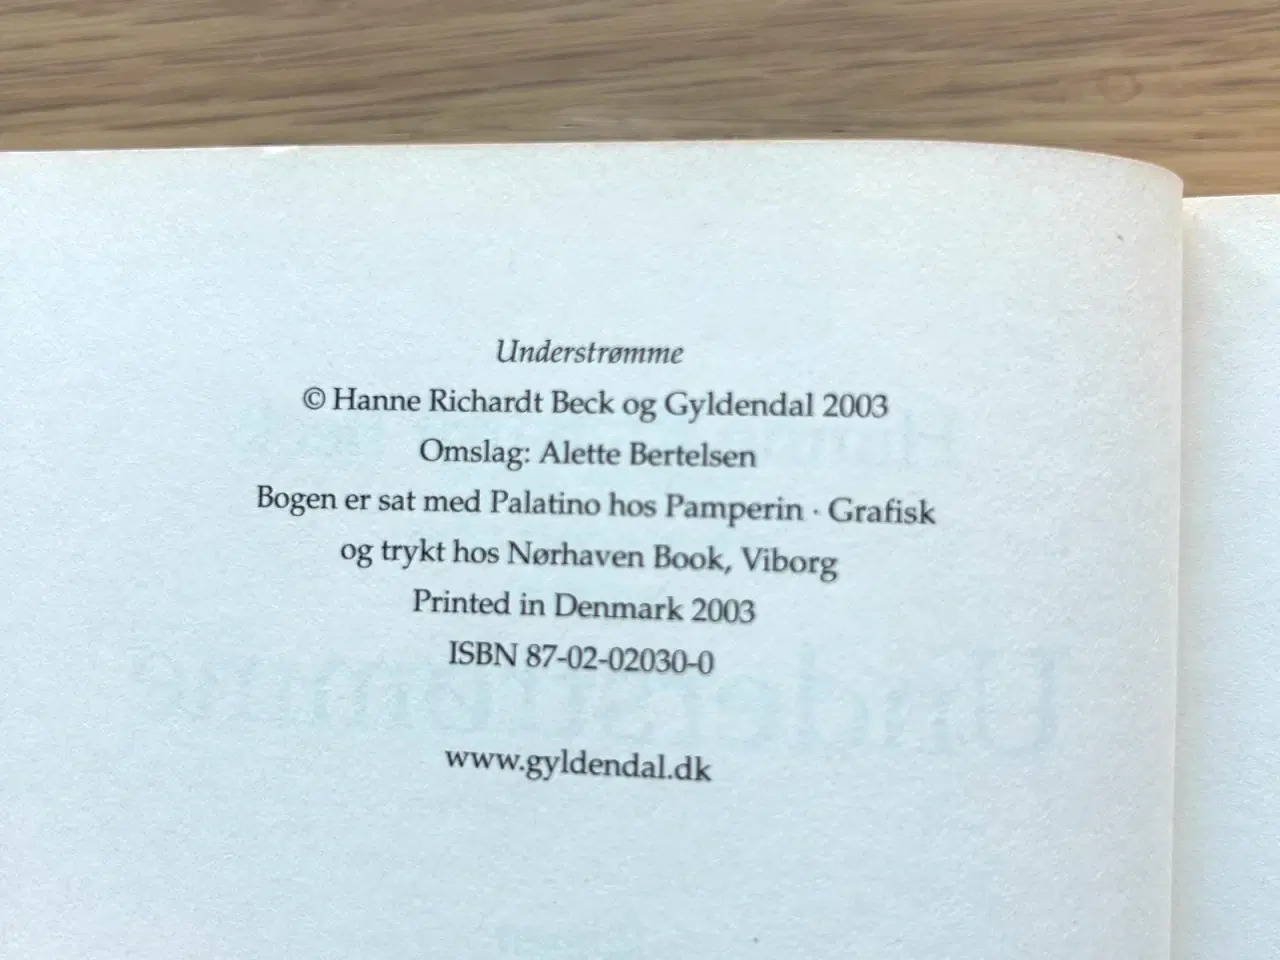 Understrømme
© Hanne Richardt Beck og Gyldendal 2003
Omslag: Alette Bertelsen
Bogen er sat med Palatino hos Pamperin · Grafisk
og trykt hos Nørhaven Book, Viborg
Printed in Denmark 2003
ISBN 87-02-02030-0
www.gyldendal.dk